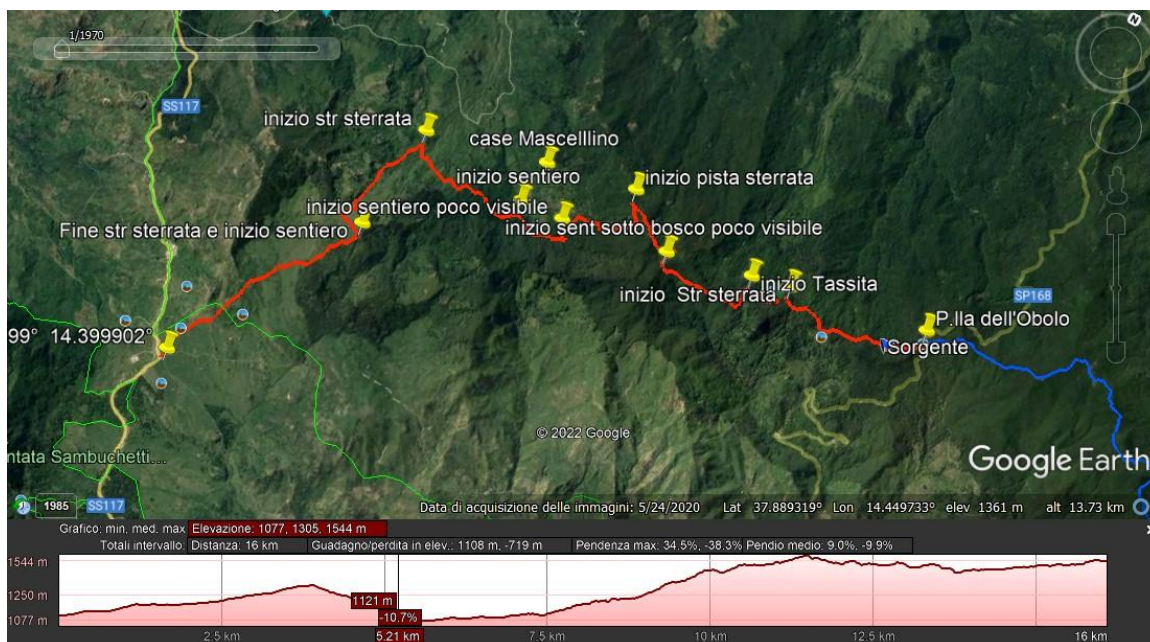 1/1970
N
SS117
inizio str sterrata
case Mascelllino
inizio sentiero
inizio pista sterrata
inizio sentiero poco visibile
Fine str sterrata e inizio sentiero
inizio sent sotto bosco poco visibile
inizio Str sterrata
inizio Tassita
SP168
P.lla dell'Obolo
Sorgente
99° 14.399902°
© 2022 Google
Google Earth
ntata Sambuchetti...
1985
SS117
Data di acquisizione delle immagini: 5/24/2020 Lat 37.889319° Lon 14.449733° elev 1361 m alt 13.73 km
Grafico: min, med, max Elevazione: 1077, 1305, 1544 m
Totali intervallo: Distanza: 16 km Guadagno/perdita in elev.: 1108 m, -719 m Pendenza max: 34.5%, -38.3% Pendio medio: 9.0%, -9.9%
1544 m
1250 m
1077 m
1121 m
-10.7%
2.5 km
5.21 km
7.5 km
10 km
12.5 km
16 km